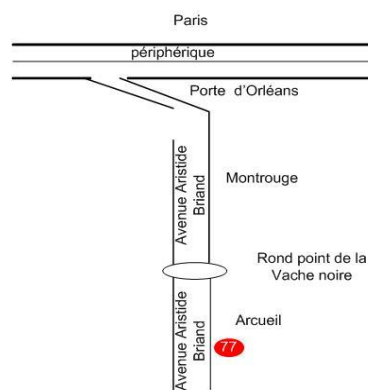 Paris
périphérique
Porte d'Orléans
Avenue Aristide
Briand
Montrouge
Rond point de la
Vache noire
Avenue Aristide
Briand
Arcueil
77